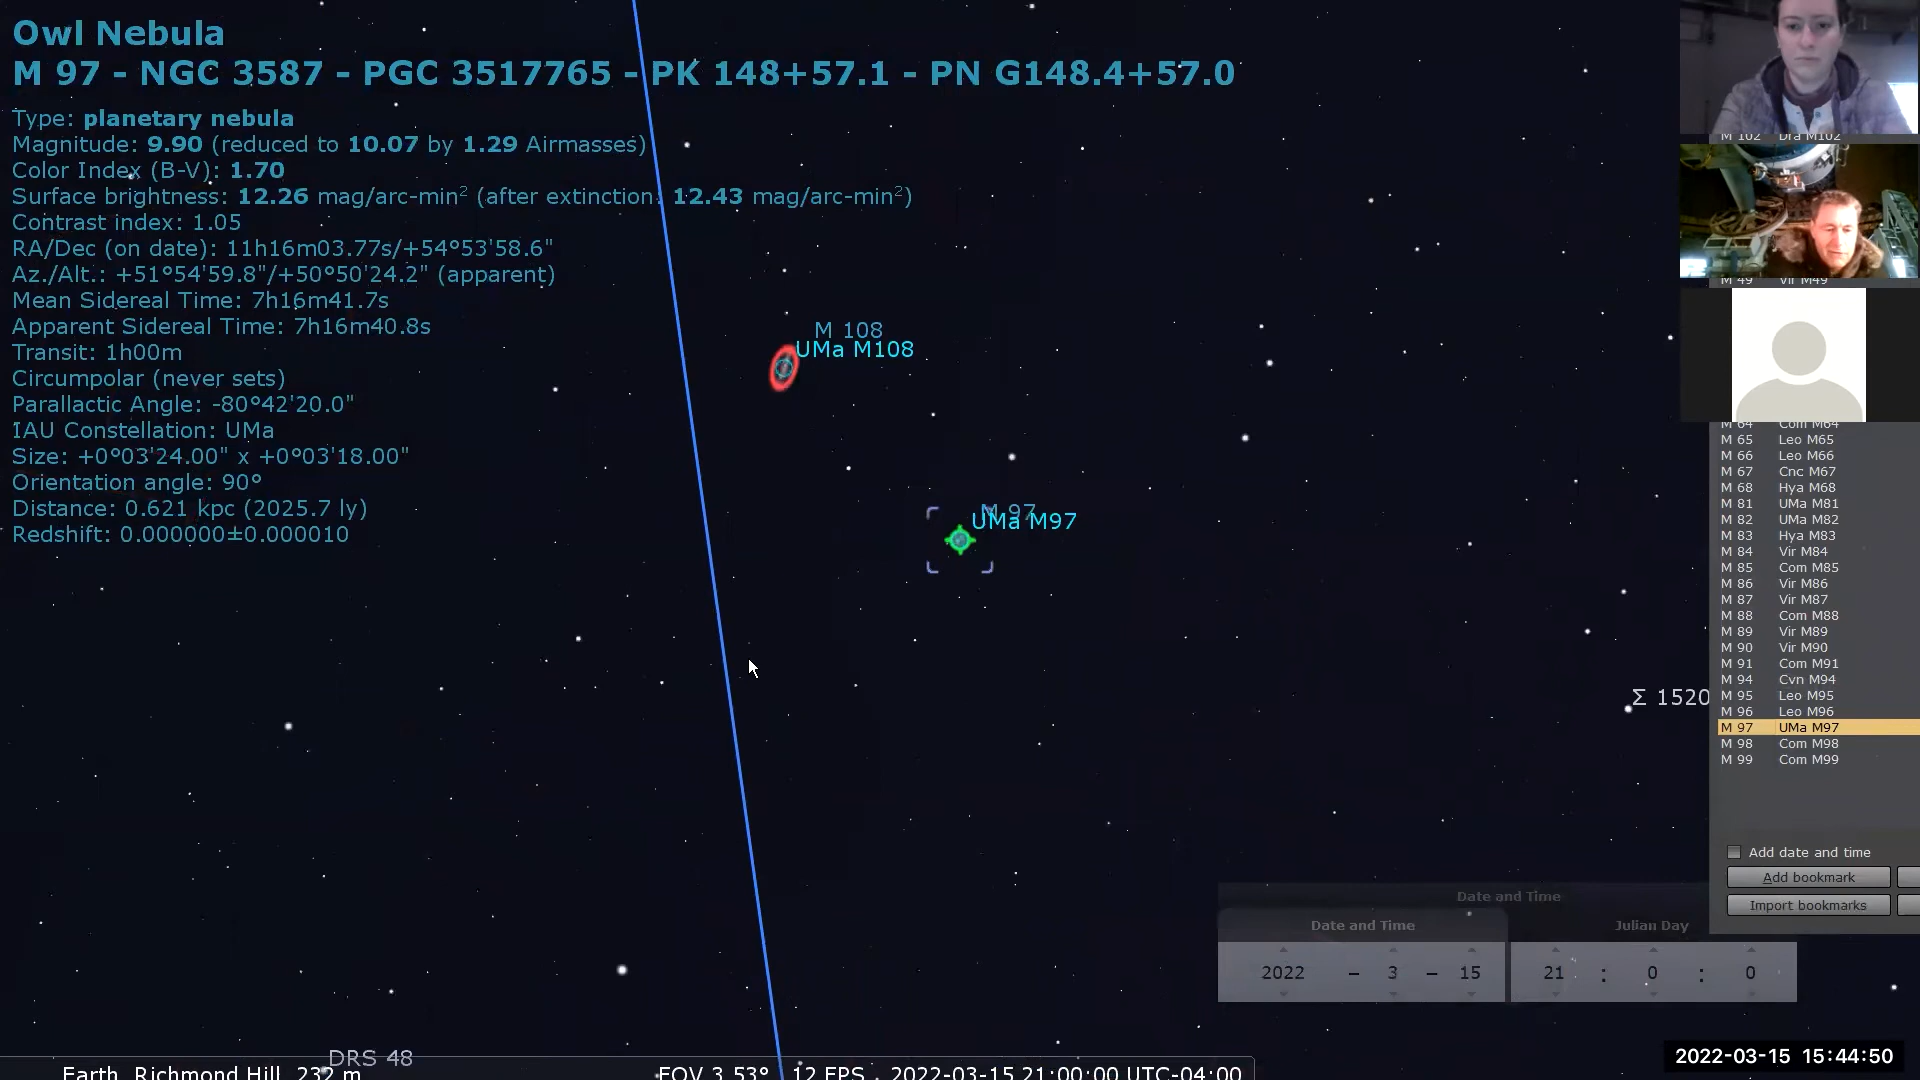 Owl Nebula
M 97 - NGC 3587 - PGC 3517765 - PK 148+57.1 - PN G148.4+57.0
Type: planetary nebula
Magnitude: 9.90 (reduced to 10.07 by 1.29 Airmasses)
Color Index (B-V): 1.70
Surface brightness: 12.26 mag/arc-min² (after extinction: 12.43 mag/arc-min²)
Contrast index: 1.05
RA/Dec (on date): 11h16m03.77s/+54°53'58.6"
Az./Alt.: +51°54'59.8"/+50°50'24.2" (apparent)
Mean Sidereal Time: 7h16m41.7s
Apparent Sidereal Time: 7h16m40.8s
Transit: 1h00m
Circumpolar (never sets)
Parallactic Angle: -80°42'20.0"
IAU Constellation: UMa
Size: +0°03'24.00" x +0°03'18.00"
Orientation angle: 90°
Distance: 0.621 kpc (2025.7 ly)
Redshift: 0.000000±0.000010
M 108
UMa M108
M 97
UMa M97
Σ 1520
DRS 48
M 102 Dra M102
M 49 Vir M49
M 64 Com M64
M 65 Leo M65
M 66 Leo M66
M 67 Cnc M67
M 68 Hya M68
M 81 UMa M81
M 82 UMa M82
M 83 Hya M83
M 84 Vir M84
M 85 Com M85
M 86 Vir M86
M 87 Vir M87
M 88 Com M88
M 89 Vir M89
M 90 Vir M90
M 91 Com M91
M 94 Cvn M94
M 95 Leo M95
M 96 Leo M96
M 97 UMa M97
M 98 Com M98
M 99 Com M99
Add date and time
Add bookmark
Import bookmarks
Date and Time
Date and Time Julian Day
2022 - 3 - 15 21 : 0 : 0
2022-03-15 15:44:50
Earth, Richmond Hill, 232 m FOV 3.53° 12 FPS 2022-03-15 21:00:00 UTC-04:00